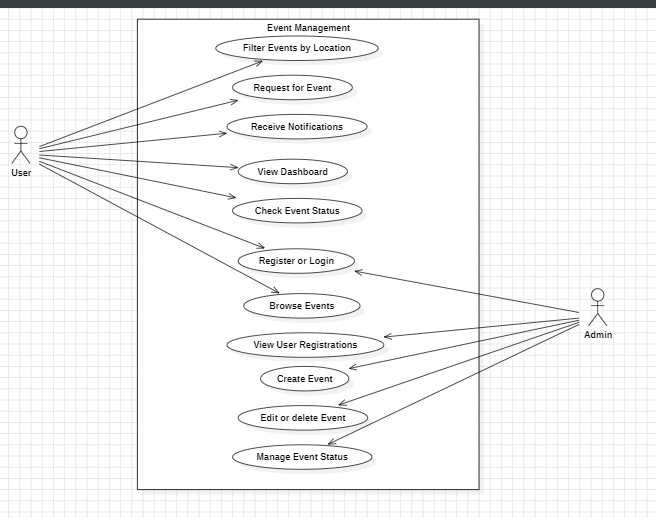 Event Management
Filter Events by Location
Request for Event
Receive Notifications
User
View Dashboard
Check Event Status
Register or Login
Browse Events
Admin
View User Registrations
Create Event
Edit or delete Event
Manage Event Status